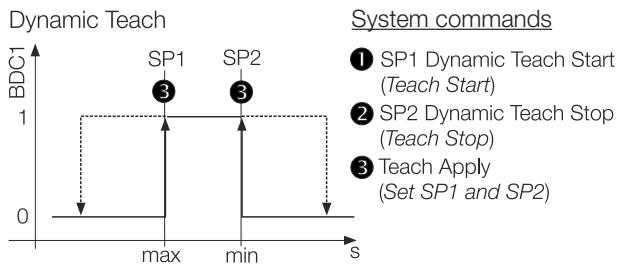 Dynamic Teach
BDC1
SP1 SP2
3 3
1
0
max min s
System commands
1 SP1 Dynamic Teach Start
(Teach Start)
2 SP2 Dynamic Teach Stop
(Teach Stop)
3 Teach Apply
(Set SP1 and SP2)